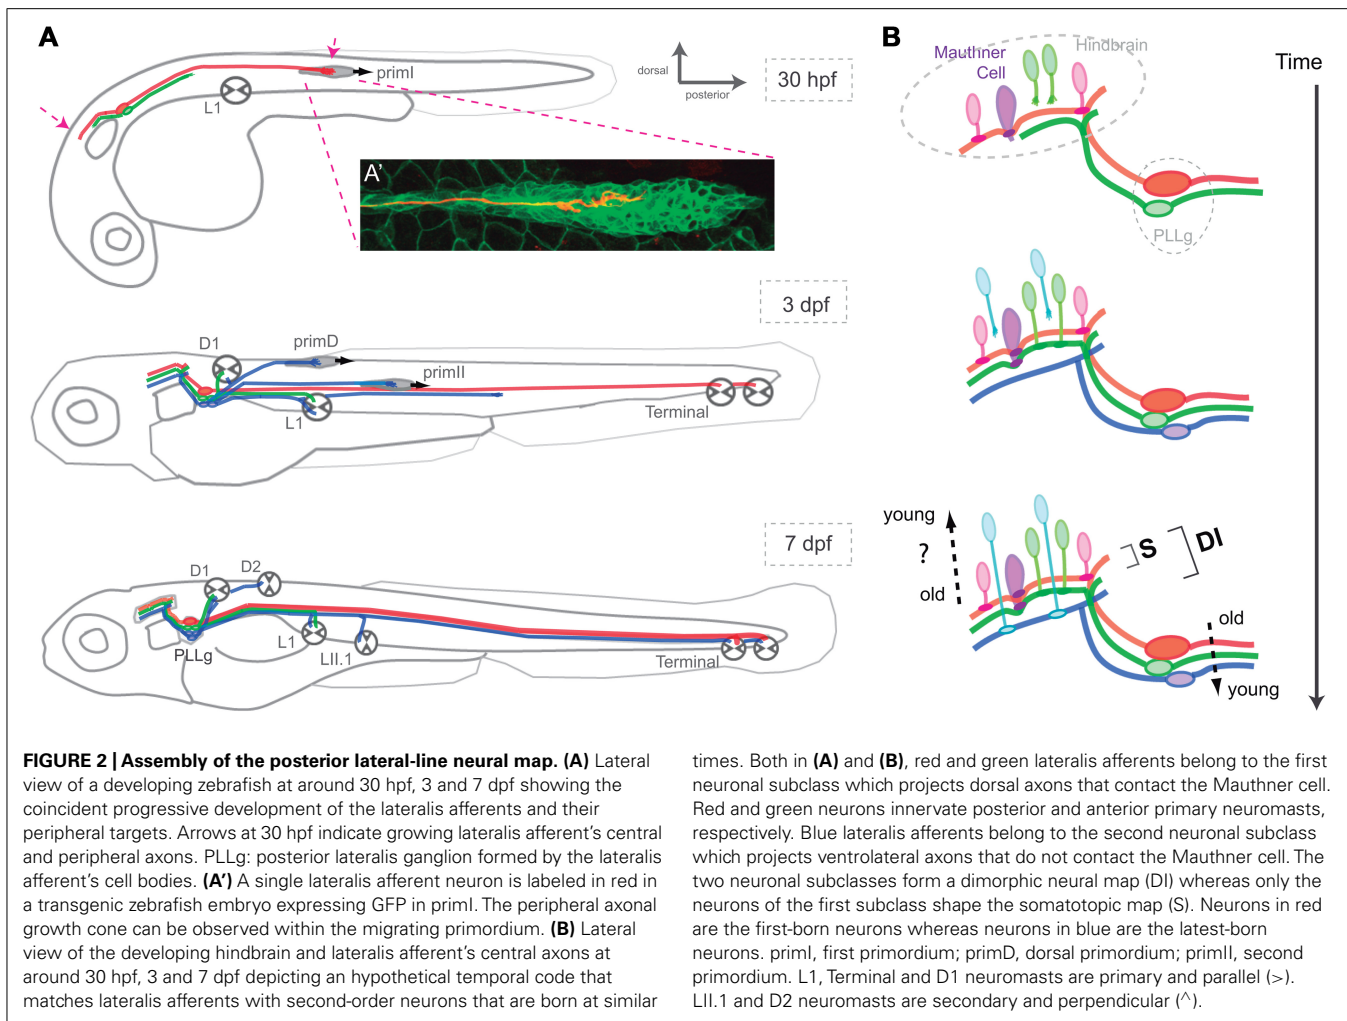 A
primI
L1
dorsal
posterior
30 hpf
A'
3 dpf
D1
primD
primII
L1
Terminal
7 dpf
D1
D2
PLLg
L1
LII.1
Terminal
B
Mauthner
Cell
Hindbrain
Time
PLLg
young
?
old
S
DI
old
young
FIGURE 2 | Assembly of the posterior lateral-line neural map. (A) Lateral
view of a developing zebrafish at around 30 hpf, 3 and 7 dpf showing the
coincident progressive development of the lateralis afferents and their
peripheral targets. Arrows at 30 hpf indicate growing lateralis afferent's central
and peripheral axons. PLLg: posterior lateralis ganglion formed by the lateralis
afferent's cell bodies. (A') A single lateralis afferent neuron is labeled in red in
a transgenic zebrafish embryo expressing GFP in primI. The peripheral axonal
growth cone can be observed within the migrating primordium. (B) Lateral
view of the developing hindbrain and lateralis afferent's central axons at
around 30 hpf, 3 and 7 dpf depicting an hypothetical temporal code that
matches lateralis afferents with second-order neurons that are born at similar
times. Both in (A) and (B), red and green lateralis afferents belong to the first
neuronal subclass which projects dorsal axons that contact the Mauthner cell.
Red and green neurons innervate posterior and anterior primary neuromasts,
respectively. Blue lateralis afferents belong to the second neuronal subclass
which projects ventrolateral axons that do not contact the Mauthner cell. The
two neuronal subclasses form a dimorphic neural map (DI) whereas only the
neurons of the first subclass shape the somatotopic map (S). Neurons in red
are the first-born neurons whereas neurons in blue are the latest-born
neurons. primI, first primordium; primD, dorsal primordium; primII, second
primordium. L1, Terminal and D1 neuromasts are primary and parallel (>).
LII.1 and D2 neuromasts are secondary and perpendicular (^).